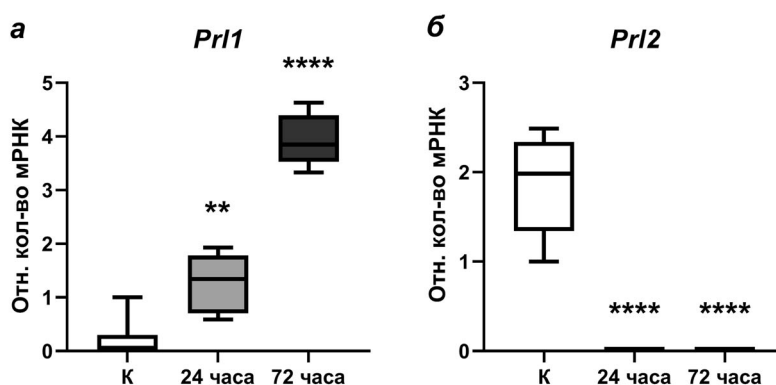 а
Prl1
Отн. кол-во мРНК
5
4
3
2
1
0
**
****
К
24 часа
72 часа
б
Prl2
Отн. кол-во мРНК
3
2
1
0
****
****
К
24 часа
72 часа